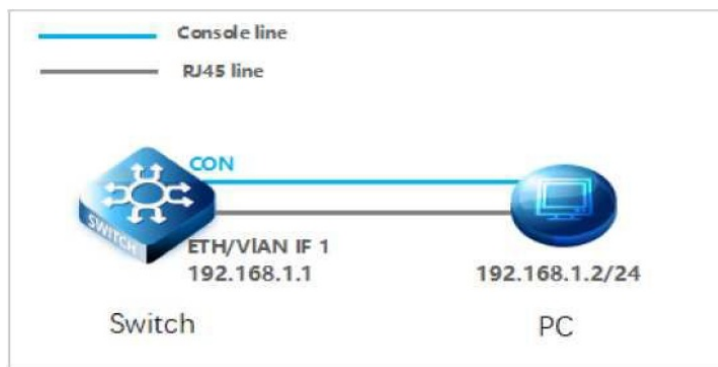 Console line
RJ45 line
CON
SWITCH
ETH/VlAN IF 1
192.168.1.1
192.168.1.2/24
Switch
PC